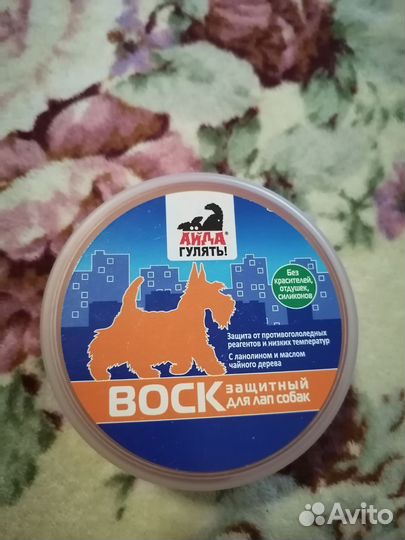 АЙДА®
ГУЛЯТЬ!
Без
красителей,
отдушек,
силиконов
Защита от противогололедных
реагентов и низких температур
С ланолином и маслом
чайного дерева
ВОСК защитный
для лап собак
Avito